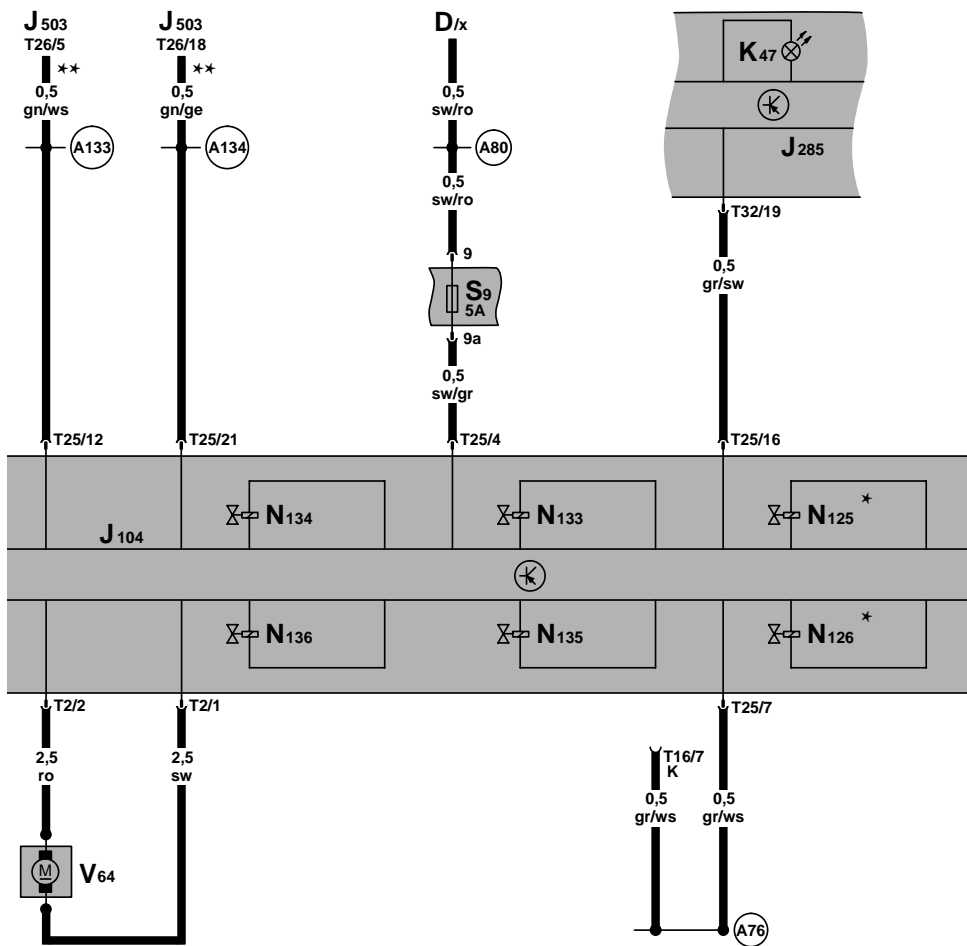 J 503
T26/5
**
0,5
gn/ws
A133
J 503
T26/18
**
0,5
gn/ge
A134
D/x
0,5
sw/ro
A80
0,5
sw/ro
9
S9
5A
9a
0,5
sw/gr
K47
J 285
T32/19
0,5
gr/sw
T25/12
T25/21
T25/4
T25/16
N134
N133
N125 *
J 104
N136
N135
N126 *
T2/2
T2/1
T25/7
2,5
ro
2,5
sw
T16/7
K
0,5
gr/ws
0,5
gr/ws
M
V64
A76